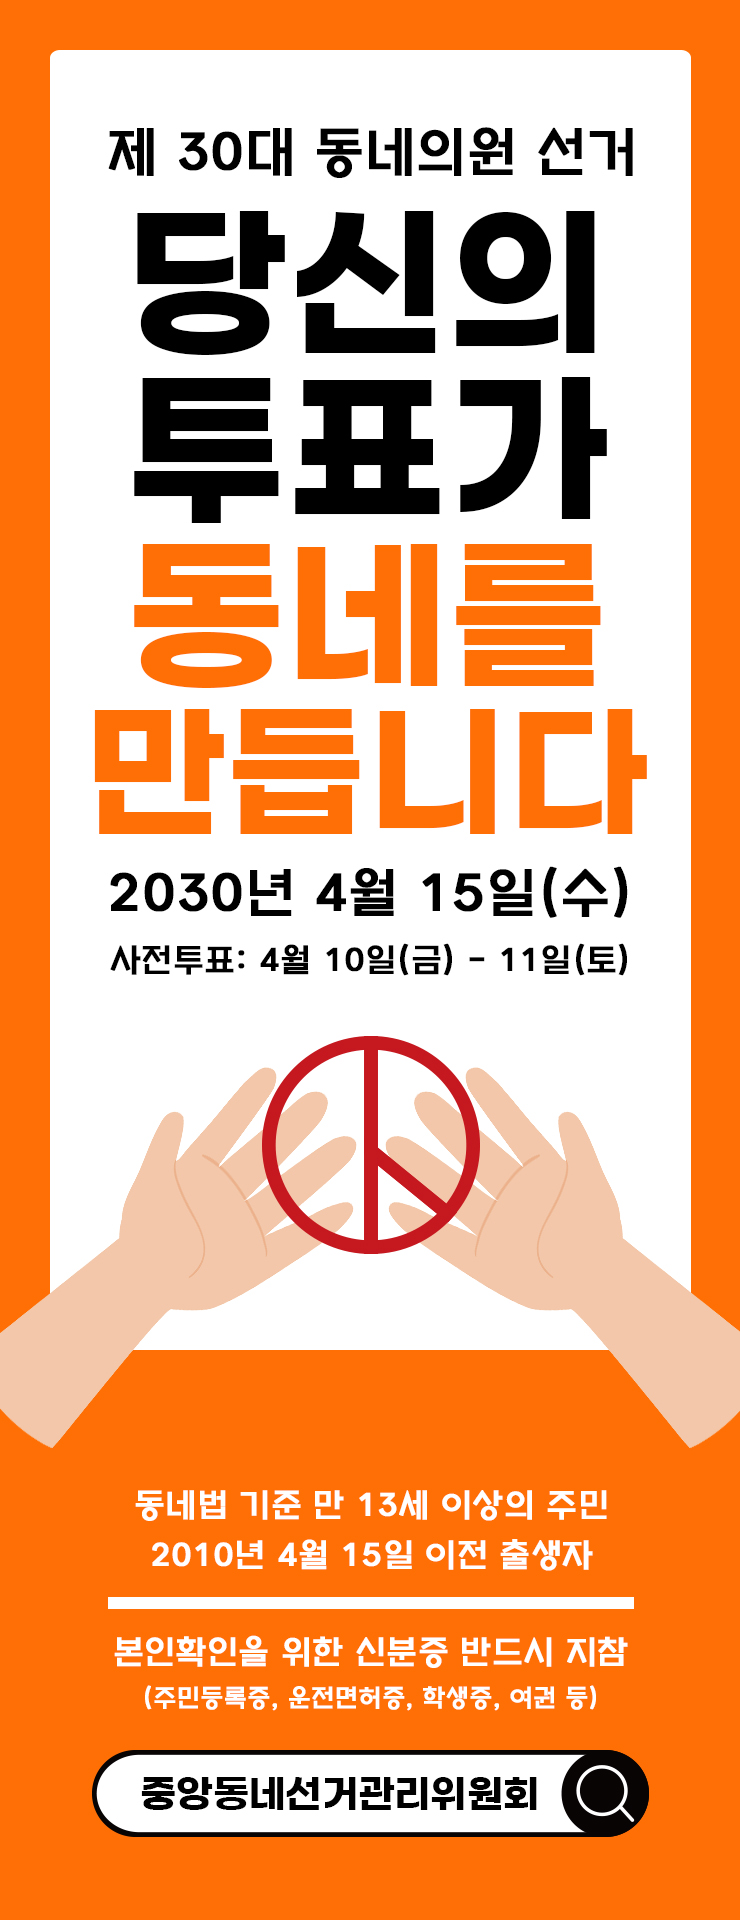 제 30대 동네의원 선거
당신의
투표가
동네를
만듭니다
2030년 4월 15일(수)
사전투표: 4월 10일(금) - 11일(토)
동네법 기준 만 13세 이상의 주민
2010년 4월 15일 이전 출생자
본인확인을 위한 신분증 반드시 지참
(주민등록증, 운전면허증, 학생증, 여권 등)
중앙동네선거관리위원회